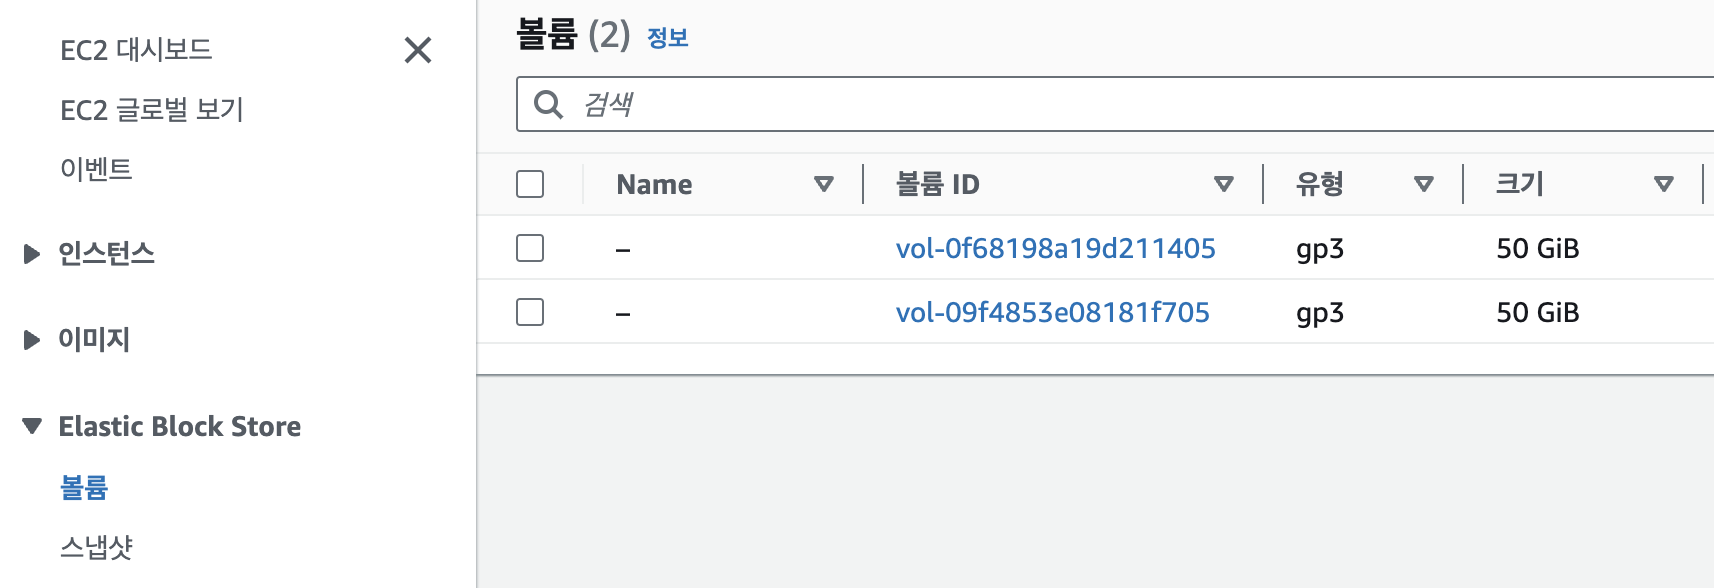 EC2 대시보드
EC2 글로벌 보기
이벤트
인스턴스
이미지
Elastic Block Store
볼륨
스냅샷
볼륨 (2) 정보
검색
Name 볼륨 ID 유형 크기
– vol-0f68198a19d211405 gp3 50 GiB
– vol-09f4853e08181f705 gp3 50 GiB